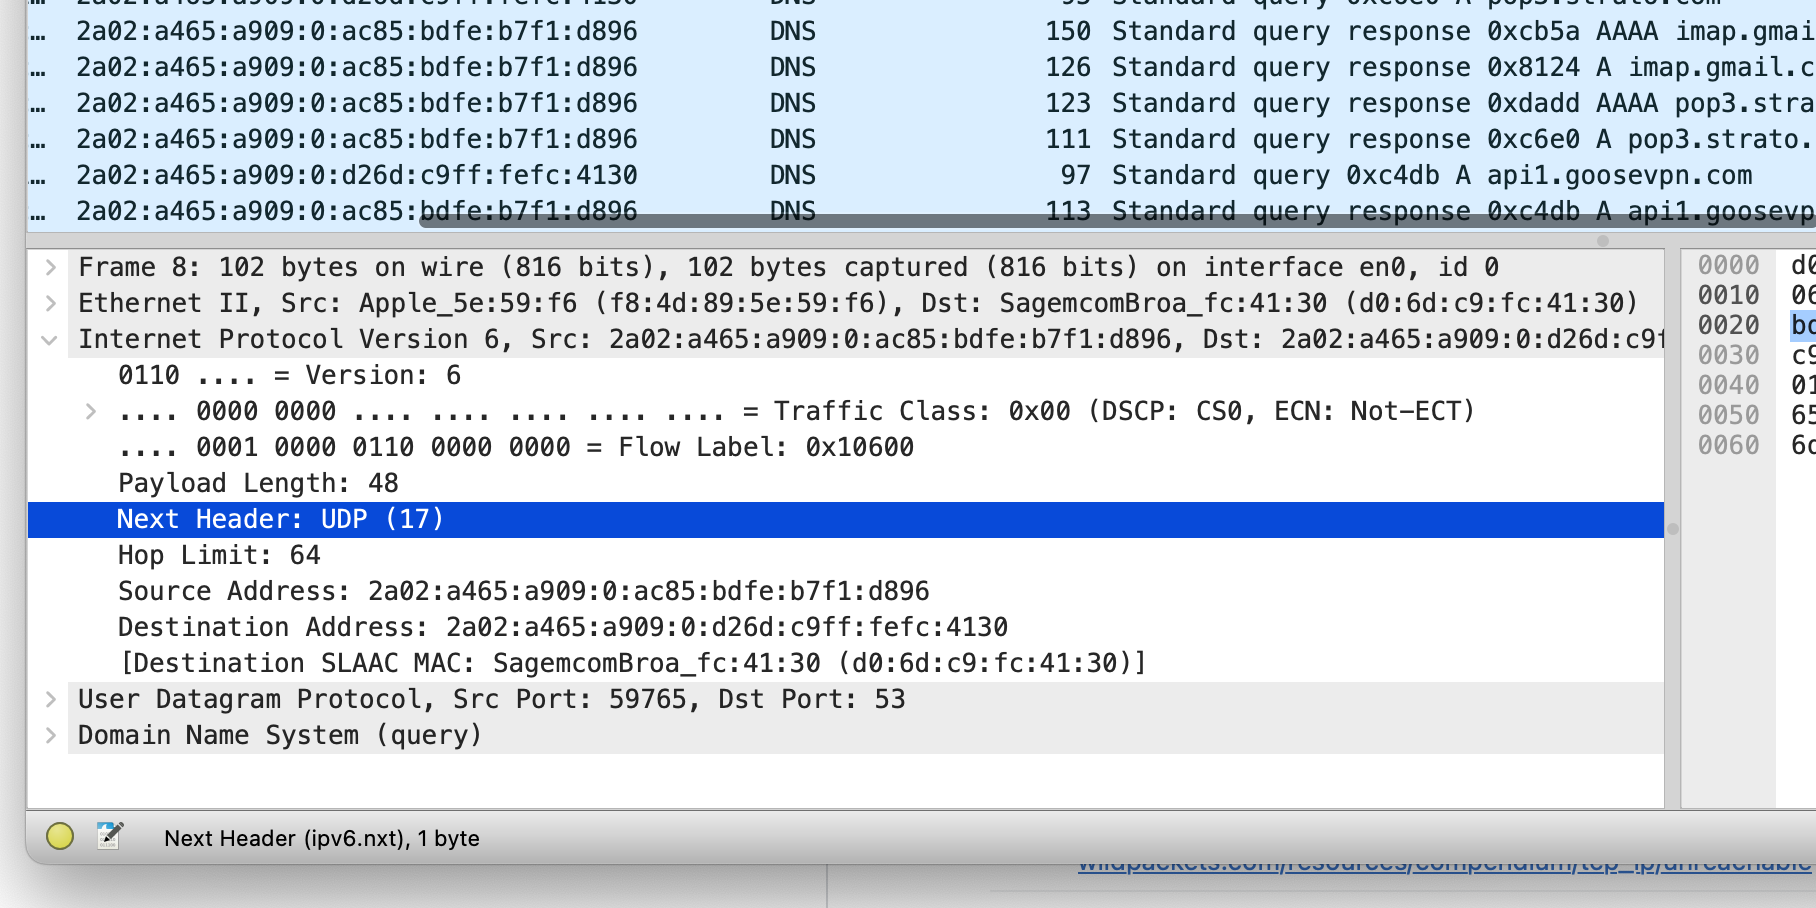 … 2a02:a465:a909:0:ac85:bdfe:b7f1:d896 DNS 150 Standard query response 0xcb5a AAAA imap.gmai
… 2a02:a465:a909:0:ac85:bdfe:b7f1:d896 DNS 126 Standard query response 0x8124 A imap.gmail.c
… 2a02:a465:a909:0:ac85:bdfe:b7f1:d896 DNS 123 Standard query response 0xdadd AAAA pop3.stra
… 2a02:a465:a909:0:ac85:bdfe:b7f1:d896 DNS 111 Standard query response 0xc6e0 A pop3.strato.
… 2a02:a465:a909:0:d26d:c9ff:fefc:4130 DNS 97 Standard query 0xc4db A api1.goosevpn.com
… 2a02:a465:a909:0:ac85:bdfe:b7f1:d896 DNS 113 Standard query response 0xc4db A api1.goosevp
Frame 8: 102 bytes on wire (816 bits), 102 bytes captured (816 bits) on interface en0, id 0
Ethernet II, Src: Apple_5e:59:f6 (f8:4d:89:5e:59:f6), Dst: SagemcomBroa_fc:41:30 (d0:6d:c9:fc:41:30)
Internet Protocol Version 6, Src: 2a02:a465:a909:0:ac85:bdfe:b7f1:d896, Dst: 2a02:a465:a909:0:d26d:c9f
0110 .... = Version: 6
.... 0000 0000 .... .... .... .... .... = Traffic Class: 0x00 (DSCP: CS0, ECN: Not-ECT)
.... 0001 0000 0110 0000 0000 = Flow Label: 0x10600
Payload Length: 48
Next Header: UDP (17)
Hop Limit: 64
Source Address: 2a02:a465:a909:0:ac85:bdfe:b7f1:d896
Destination Address: 2a02:a465:a909:0:d26d:c9ff:fefc:4130
[Destination SLAAC MAC: SagemcomBroa_fc:41:30 (d0:6d:c9:fc:41:30)]
User Datagram Protocol, Src Port: 59765, Dst Port: 53
Domain Name System (query)
0000 d0
0010 06
0020 bd
0030 c9
0040 01
0050 65
0060 6d
Next Header (ipv6.nxt), 1 byte
wildpackets.com/resources/compendium/tcp_ip/unreachable